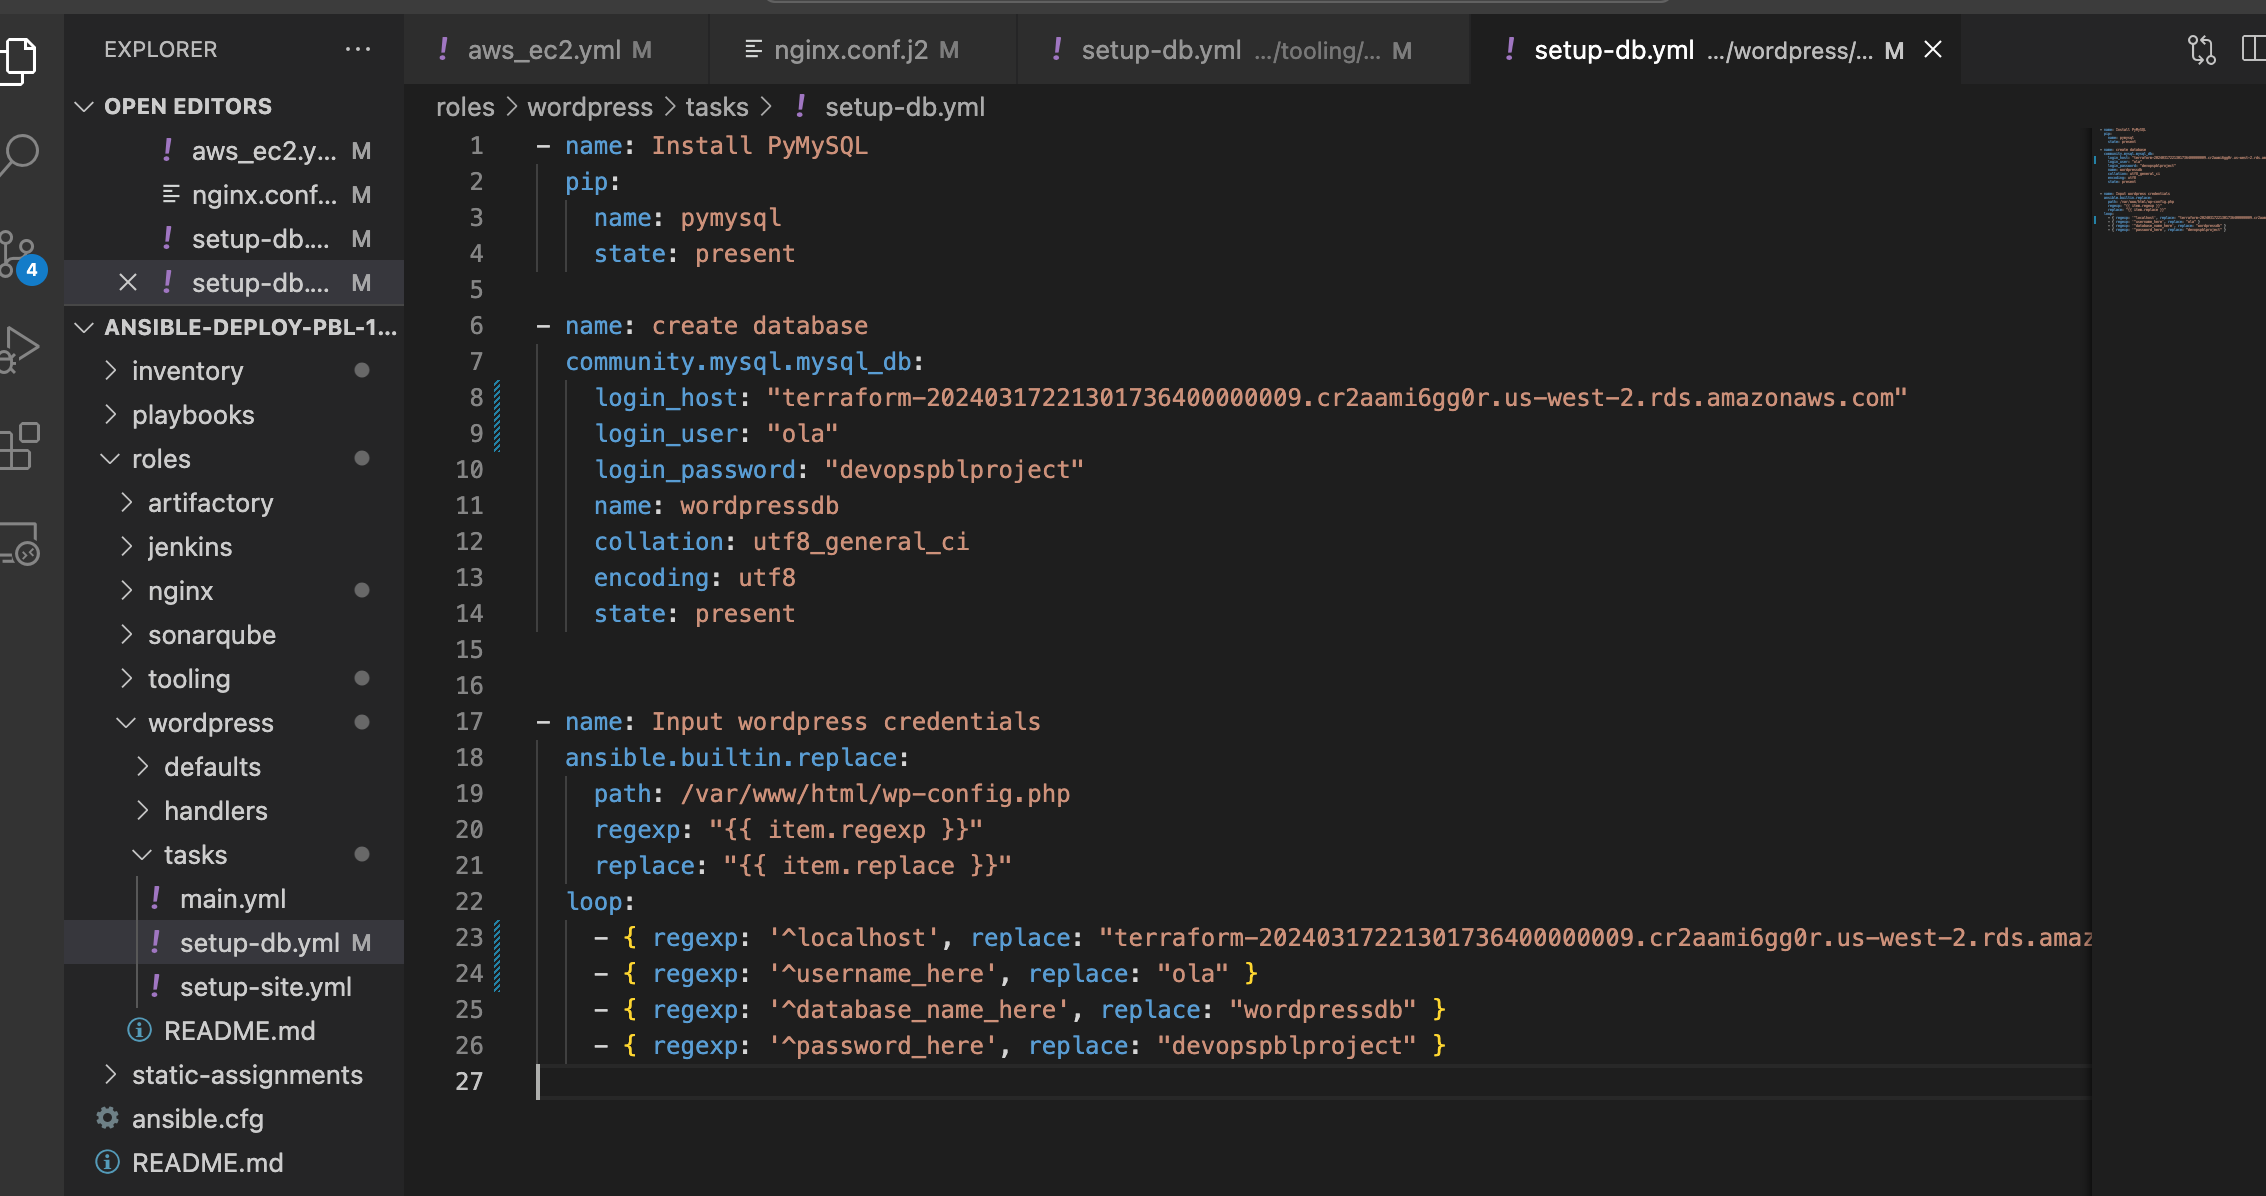 EXPLORER
OPEN EDITORS
aws_ec2.y... M
nginx.conf... M
setup-db.... M
setup-db.... M
ANSIBLE-DEPLOY-PBL-1...
inventory
playbooks
roles
artifactory
jenkins
nginx
sonarqube
tooling
wordpress
defaults
handlers
tasks
main.yml
setup-db.yml M
setup-site.yml
README.md
static-assignments
ansible.cfg
README.md
4
aws_ec2.yml M
nginx.conf.j2 M
setup-db.yml .../tooling/... M
setup-db.yml .../wordpress/... M
roles > wordpress > tasks > ! setup-db.yml
1 - name: Install PyMySQL
2 pip:
3 name: pymysql
4 state: present
5
6 - name: create database
7 community.mysql.mysql_db:
8 login_host: "terraform-20240317221301736400000009.cr2aami6gg0r.us-west-2.rds.amazonaws.com"
9 login_user: "ola"
10 login_password: "devopspblproject"
11 name: wordpressdb
12 collation: utf8_general_ci
13 encoding: utf8
14 state: present
15
16
17 - name: Input wordpress credentials
18 ansible.builtin.replace:
19 path: /var/www/html/wp-config.php
20 regexp: "{{ item.regexp }}"
21 replace: "{{ item.replace }}"
22 loop:
23 - { regexp: '^localhost', replace: "terraform-20240317221301736400000009.cr2aami6gg0r.us-west-2.rds.amaz
24 - { regexp: '^username_here', replace: "ola" }
25 - { regexp: '^database_name_here', replace: "wordpressdb" }
26 - { regexp: '^password_here', replace: "devopspblproject" }
27